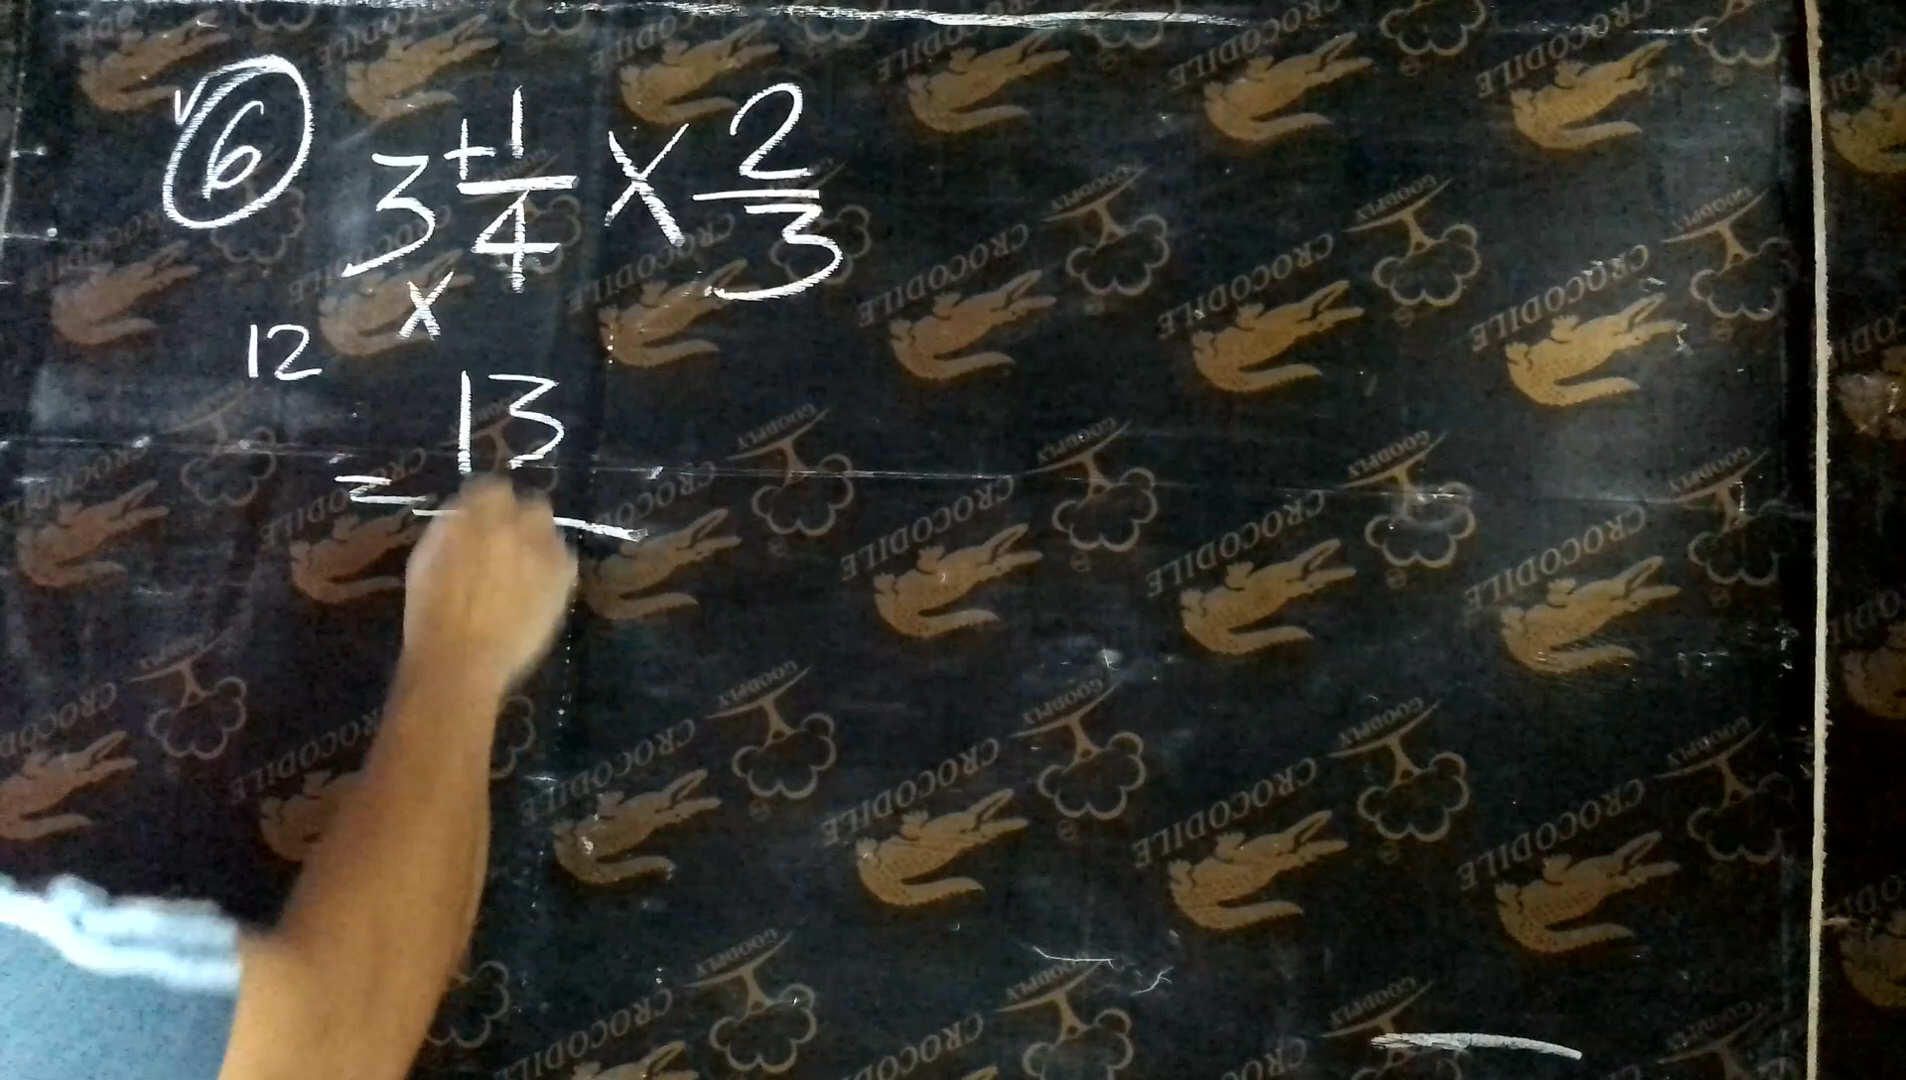 6 3 + 1/4 × 2/3
×
12
13
=
CROCODILE
GOODPLY